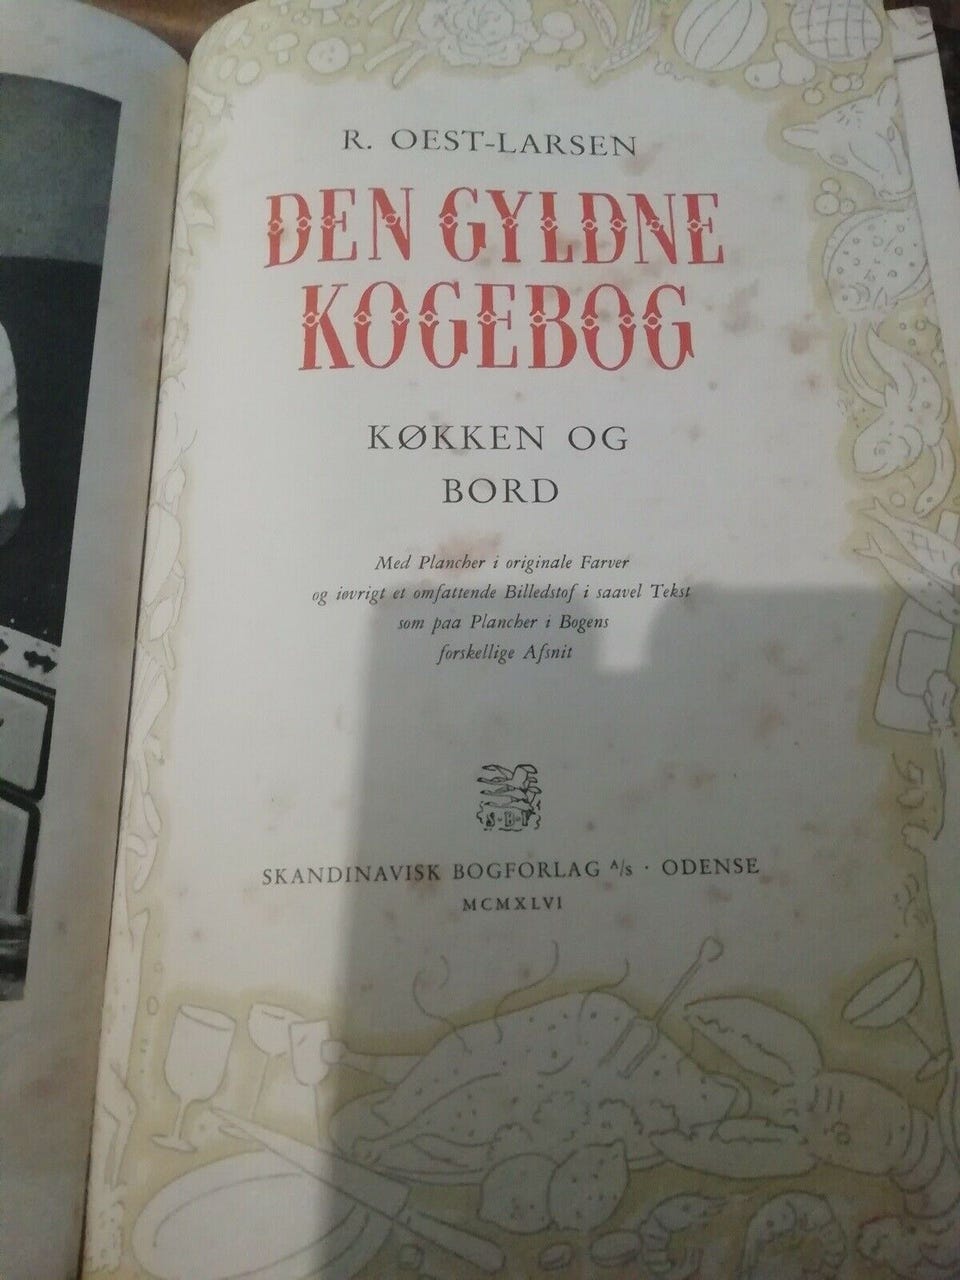 R. OEST-LARSEN
DEN GYLDNE
KOGEBOG
KØKKEN OG
BORD
Med Plancher i originale Farver
og iøvrigt et omfattende Billedstof i saavel Tekst
som paa Plancher i Bogens
forskellige Afsnit
S·B·F
SKANDINAVISK BOGFORLAG A/s · ODENSE
MCMXLVI